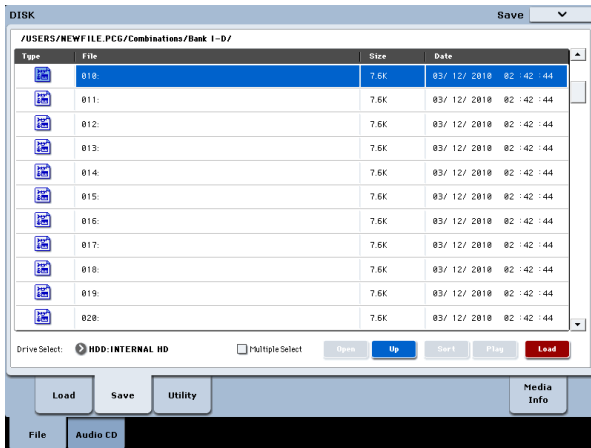 DISK Save
/USERS/NEWFILE.PCG/Combinations/Bank I-D/
Type File Size Date
010: 7.6K 03/ 12/ 2010 02 :42 :44
011: 7.6K 03/ 12/ 2010 02 :42 :44
012: 7.6K 03/ 12/ 2010 02 :42 :44
013: 7.6K 03/ 12/ 2010 02 :42 :44
014: 7.6K 03/ 12/ 2010 02 :42 :44
015: 7.6K 03/ 12/ 2010 02 :42 :44
016: 7.6K 03/ 12/ 2010 02 :42 :44
017: 7.6K 03/ 12/ 2010 02 :42 :44
018: 7.6K 03/ 12/ 2010 02 :42 :44
019: 7.6K 03/ 12/ 2010 02 :42 :44
020: 7.6K 03/ 12/ 2010 02 :42 :44
Drive Select: HDD:INTERNAL HD Multiple Select Open Up Sort Play Load
Load Save Utility Media Info
File Audio CD